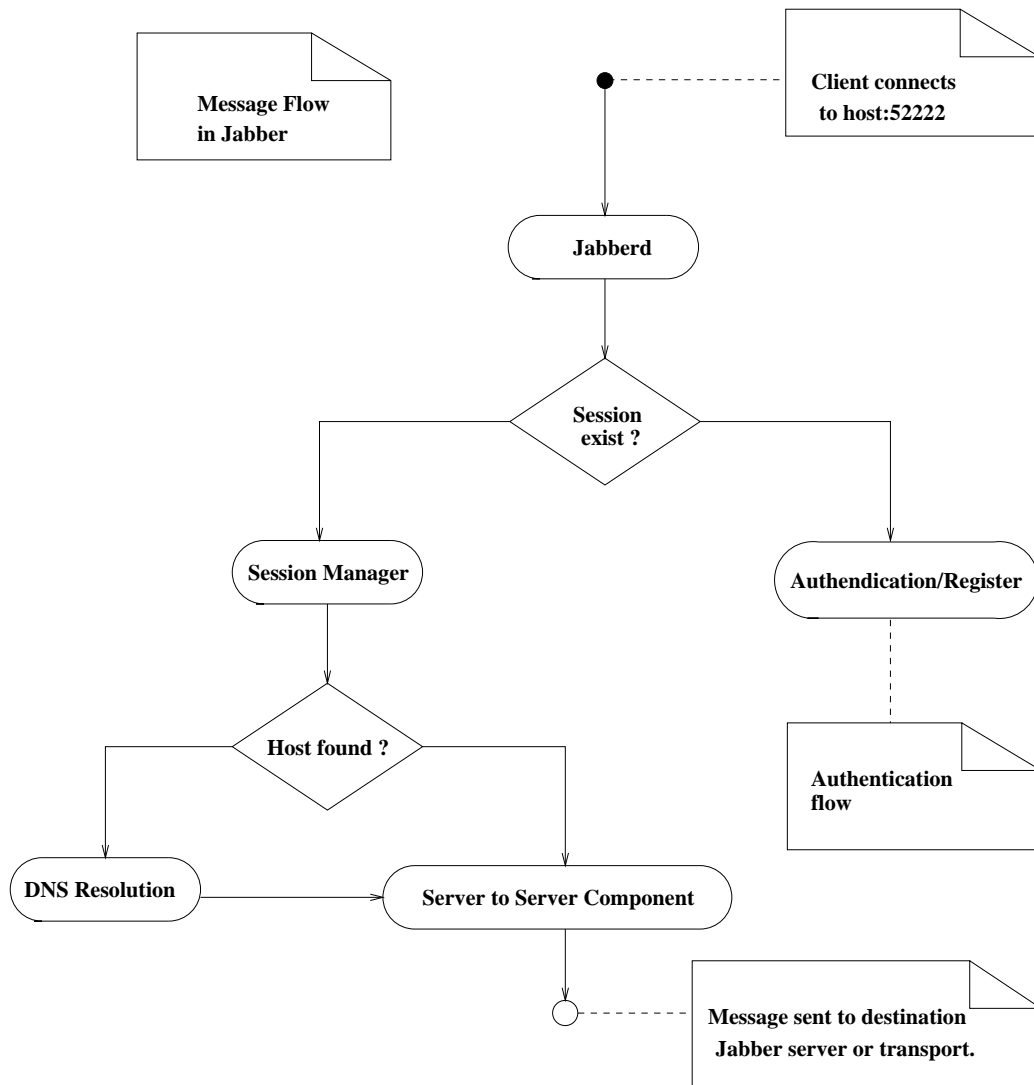 Message Flow
in Jabber
Client connects
to host:52222
Jabberd
Session
exist ?
Session Manager
Authendication/Register
Host found ?
Authentication
flow
DNS Resolution
Server to Server Component
Message sent to destination
Jabber server or transport.